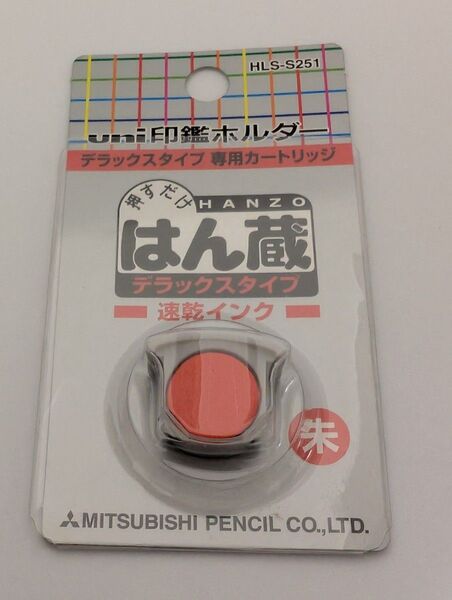 HLS-S251
uni印鑑ホルダー
デラックスタイプ 専用カートリッジ
押すだけ
HANZO
はん蔵
デラックスタイプ
速乾インク
朱
MITSUBISHI PENCIL CO.,LTD.